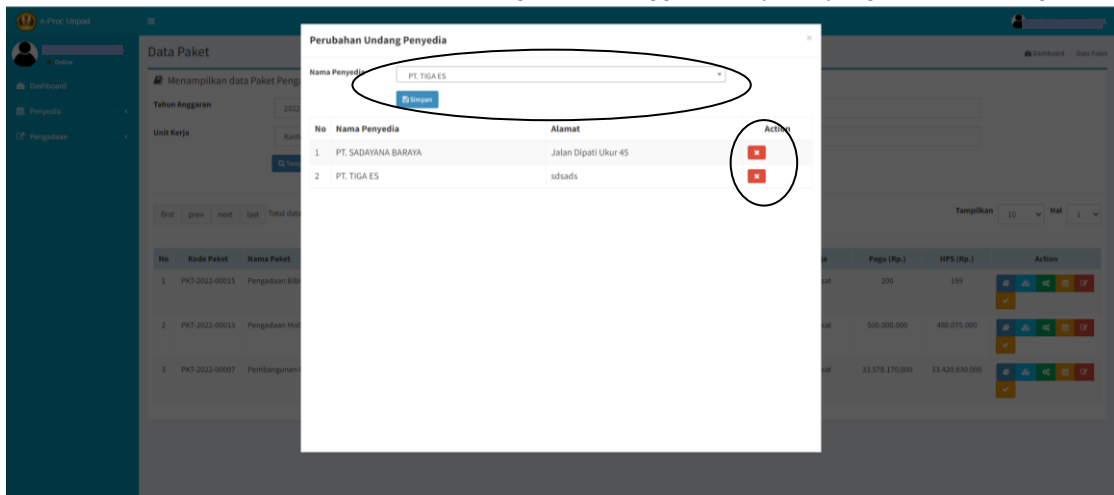 e-Proc Unpad
Online
Dashboard
Penyedia
Pengadaan
Data Paket
Dashboard
Data Paket
Menampilkan data Paket
Tahun Anggaran
2022
Unit Kerja
Perubahan Undang Penyedia
×
Nama Penyedia
PT. TIGA ES
Simpan
No Nama Penyedia Alamat Action
1 PT. SADAYANA BARAYA Jalan Dipati Ukur 45
2 PT. TIGA ES sdsads
first prev next last Total data
Tampilkan 10 Hal 1
No Kode Paket Nama Paket Pagu (Rp.) HPS (Rp.) Action
1 PKT-2022-00015 Pengadaan 200 199
2 PKT-2022-00013 Pengadaan 500.000.000 480.075.000
3 PKT-2022-00007 Pembangunan 33.578.170.000 33.420.830.000